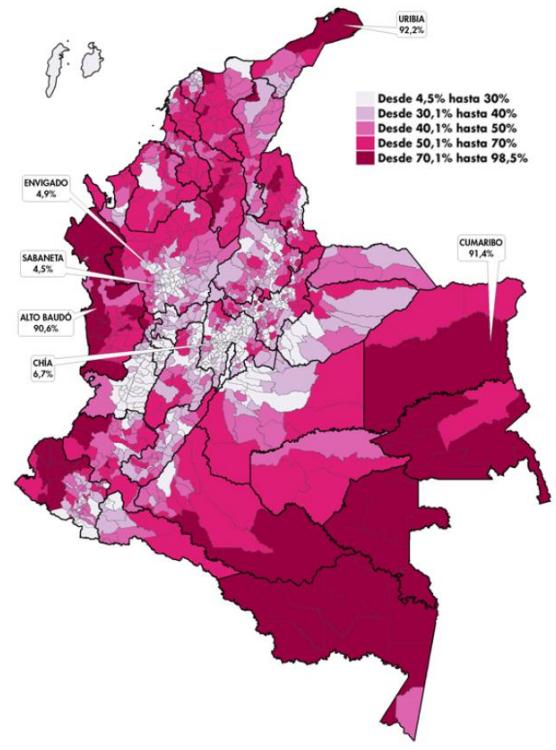 URIBIA
92,2%
Desde 4,5% hasta 30%
Desde 30,1% hasta 40%
Desde 40,1% hasta 50%
Desde 50,1% hasta 70%
Desde 70,1% hasta 98,5%
ENVIGADO
4,9%
SABANETA
4,5%
CUMARIBO
91,4%
ALTO BAUDÓ
90,6%
CHÍA
6,7%